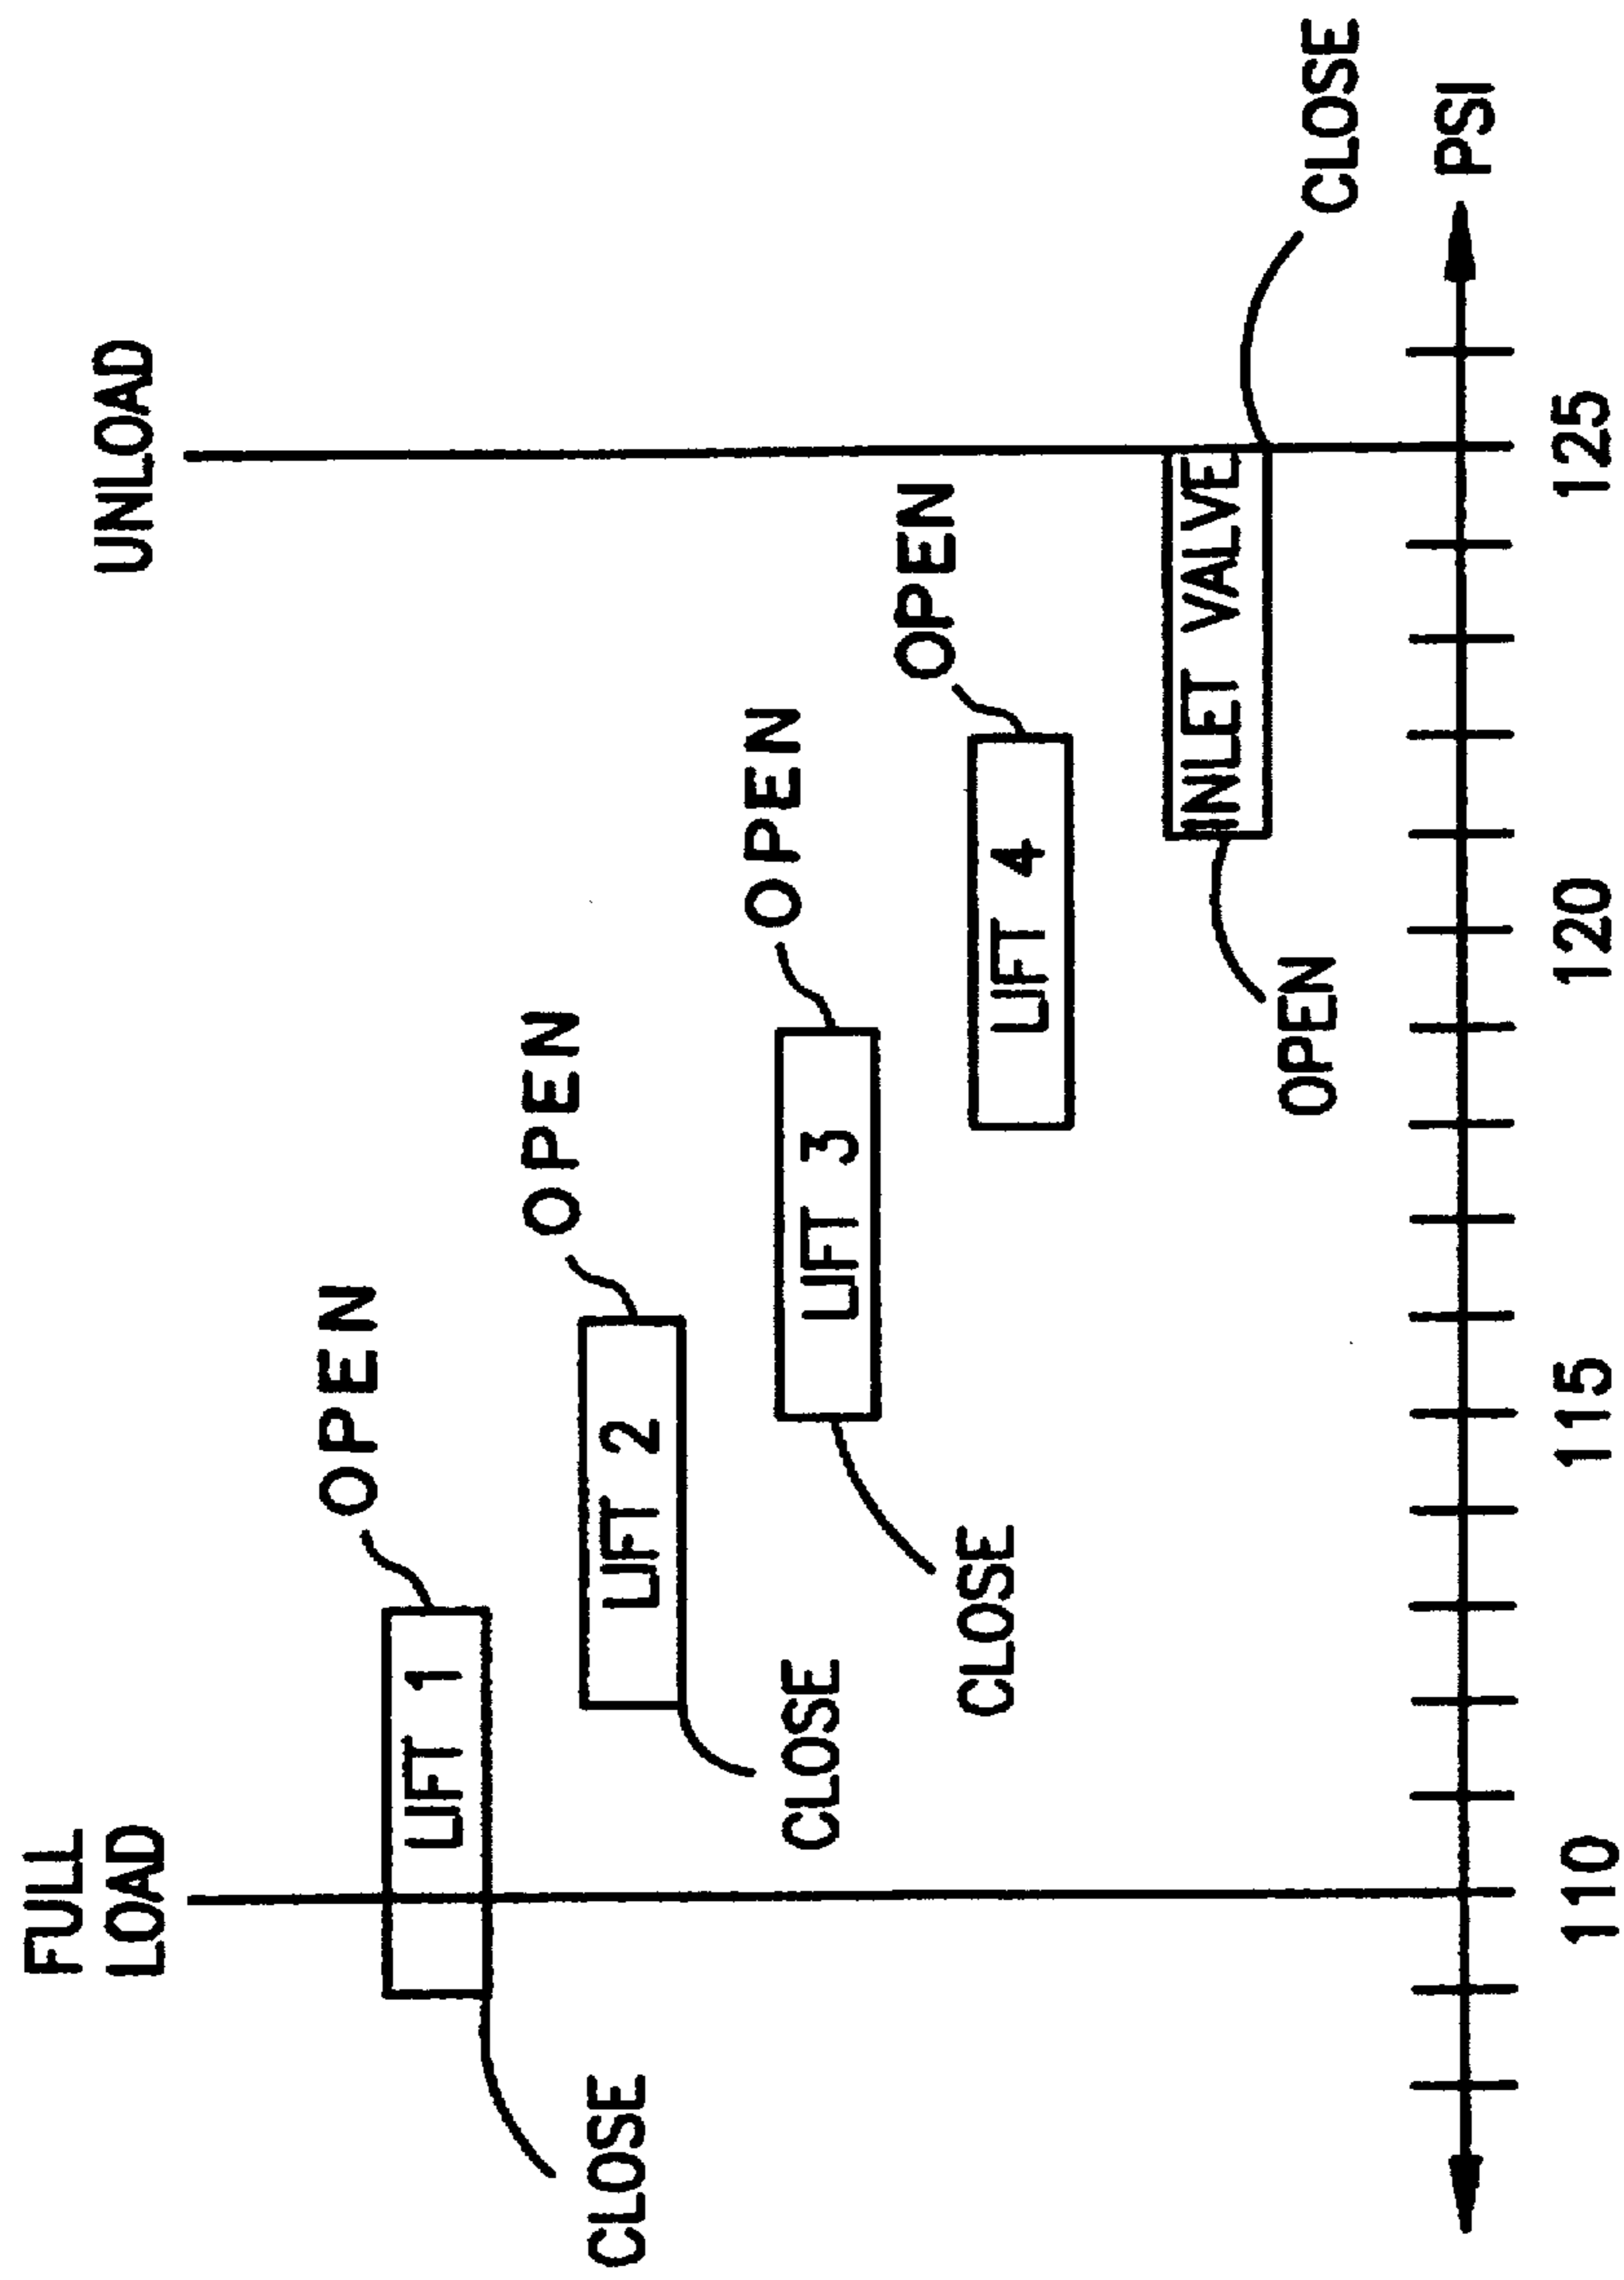 FULL
LOAD
UNLOAD
OPEN
LIFT 1
CLOSE
OPEN
LIFT 2
CLOSE
OPEN
LIFT 3
CLOSE
OPEN
LIFT 4
INLET VALVE
OPEN
CLOSE
110
115
120
125
PSI